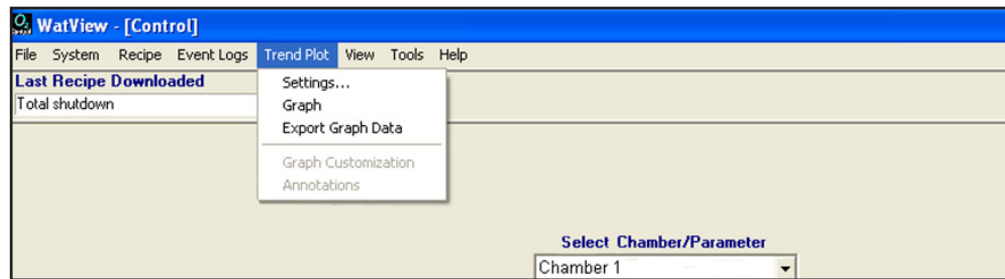 WatView - [Control]
File System Recipe Event Logs Trend Plot View Tools Help
Last Recipe Downloaded
Total shutdown
Settings...
Graph
Export Graph Data
Graph Customization
Annotations
Select Chamber/Parameter
Chamber 1